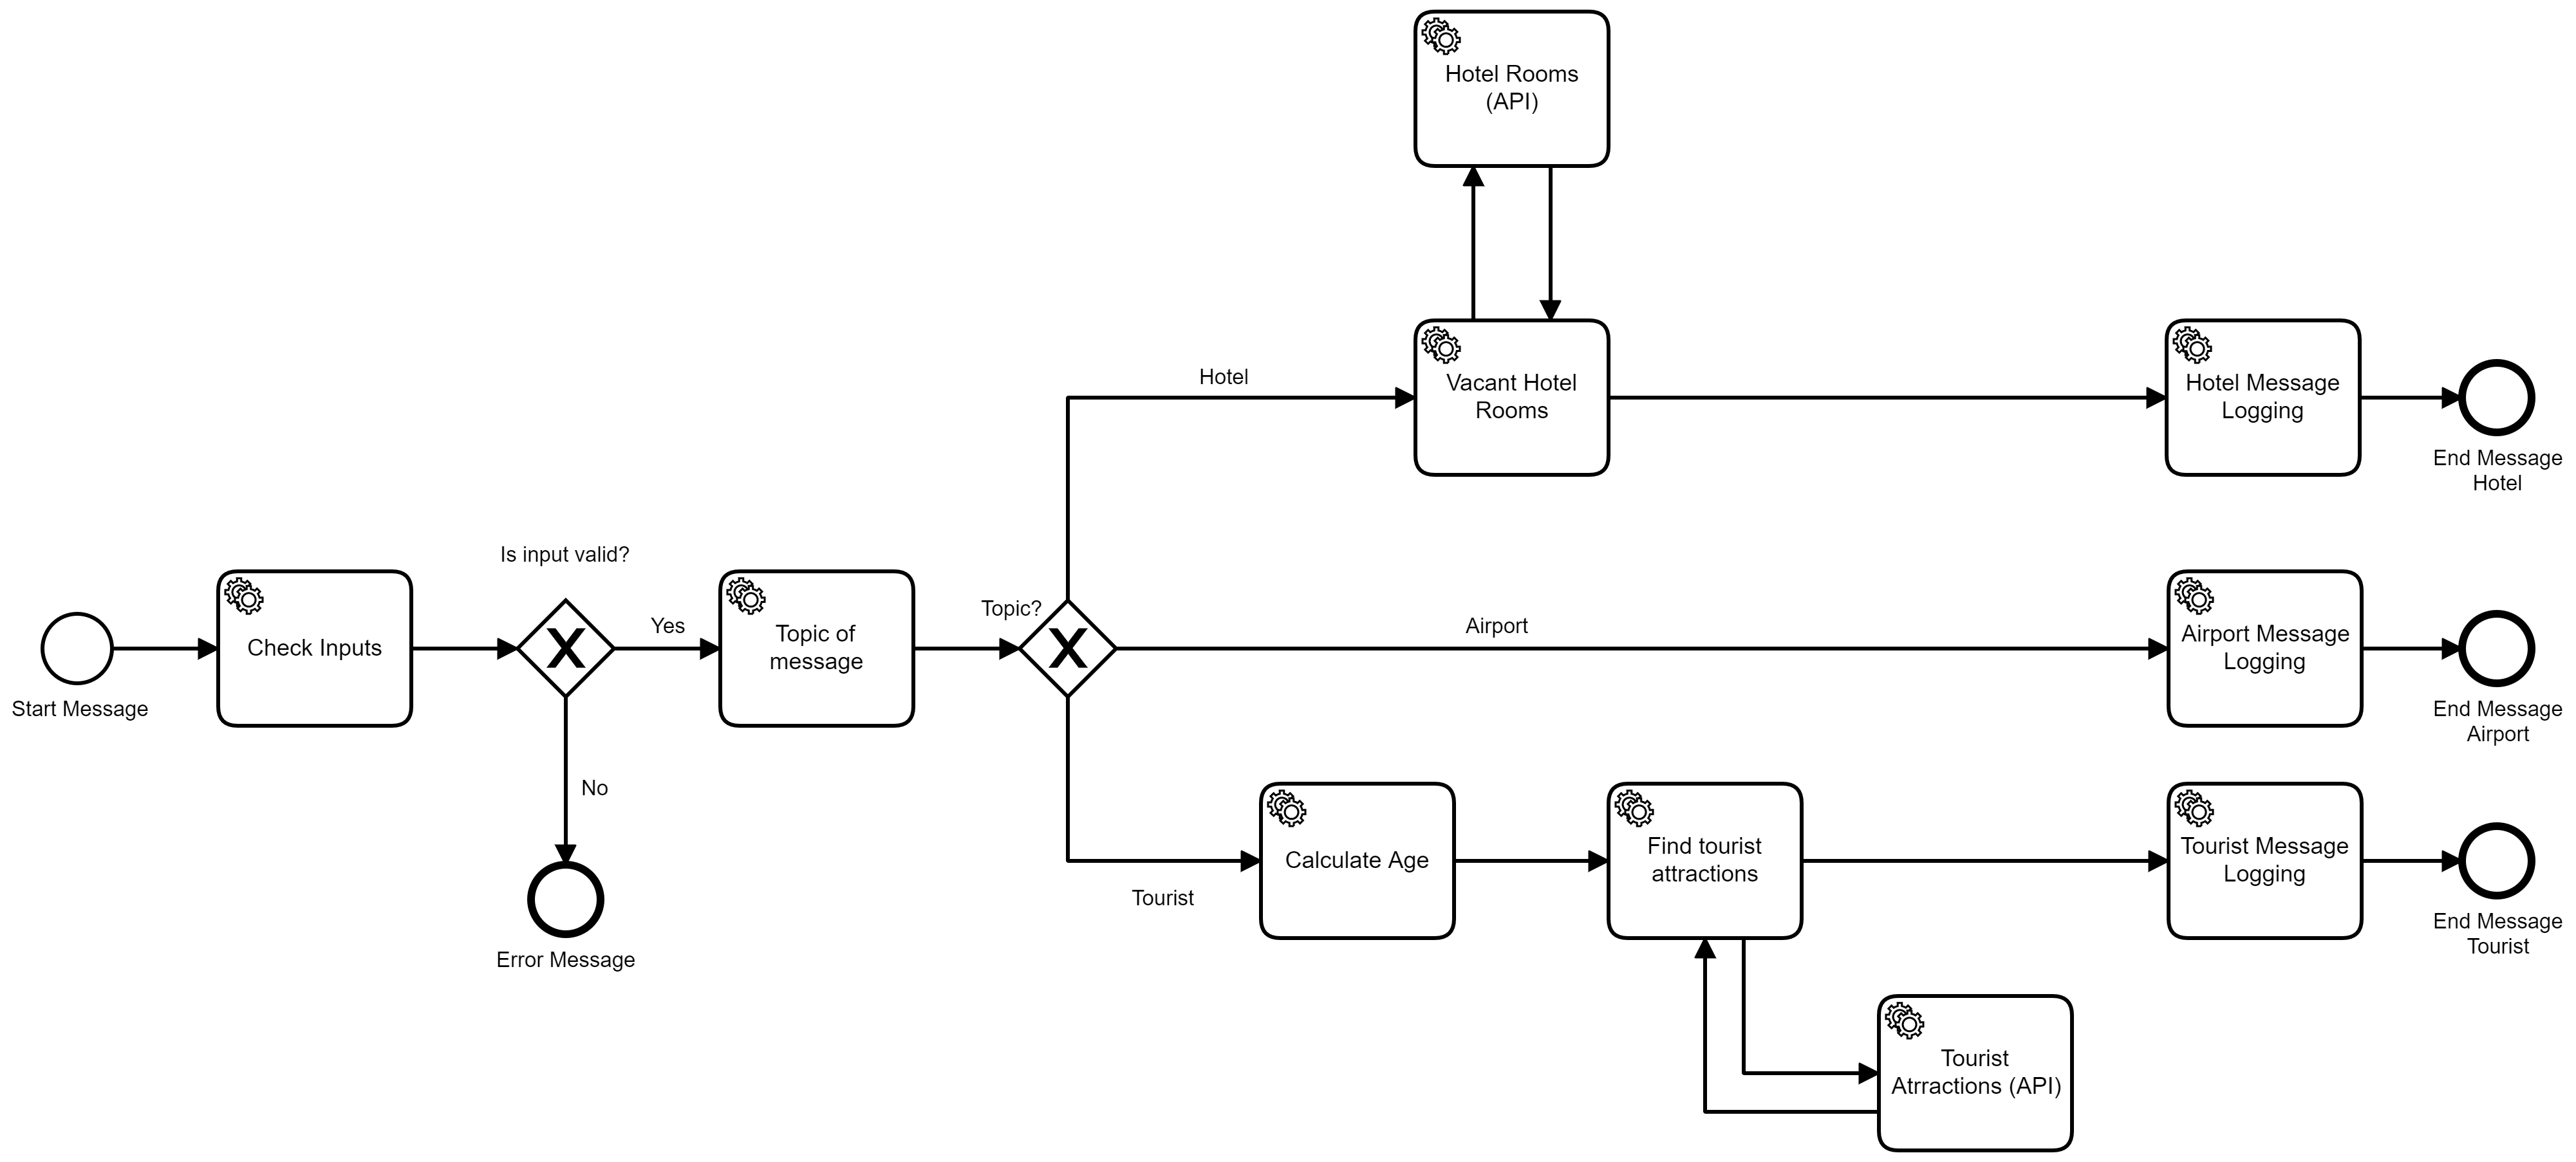 Hotel Rooms
(API)
Hotel
Vacant Hotel
Rooms
Hotel Message
Logging
End Message
Hotel
Start Message
Check Inputs
Is input valid?
Yes
No
Error Message
Topic of
message
Topic?
Airport
Airport Message
Logging
End Message
Airport
Tourist
Calculate Age
Find tourist
attractions
Tourist Message
Logging
End Message
Tourist
Tourist
Atrractions (API)